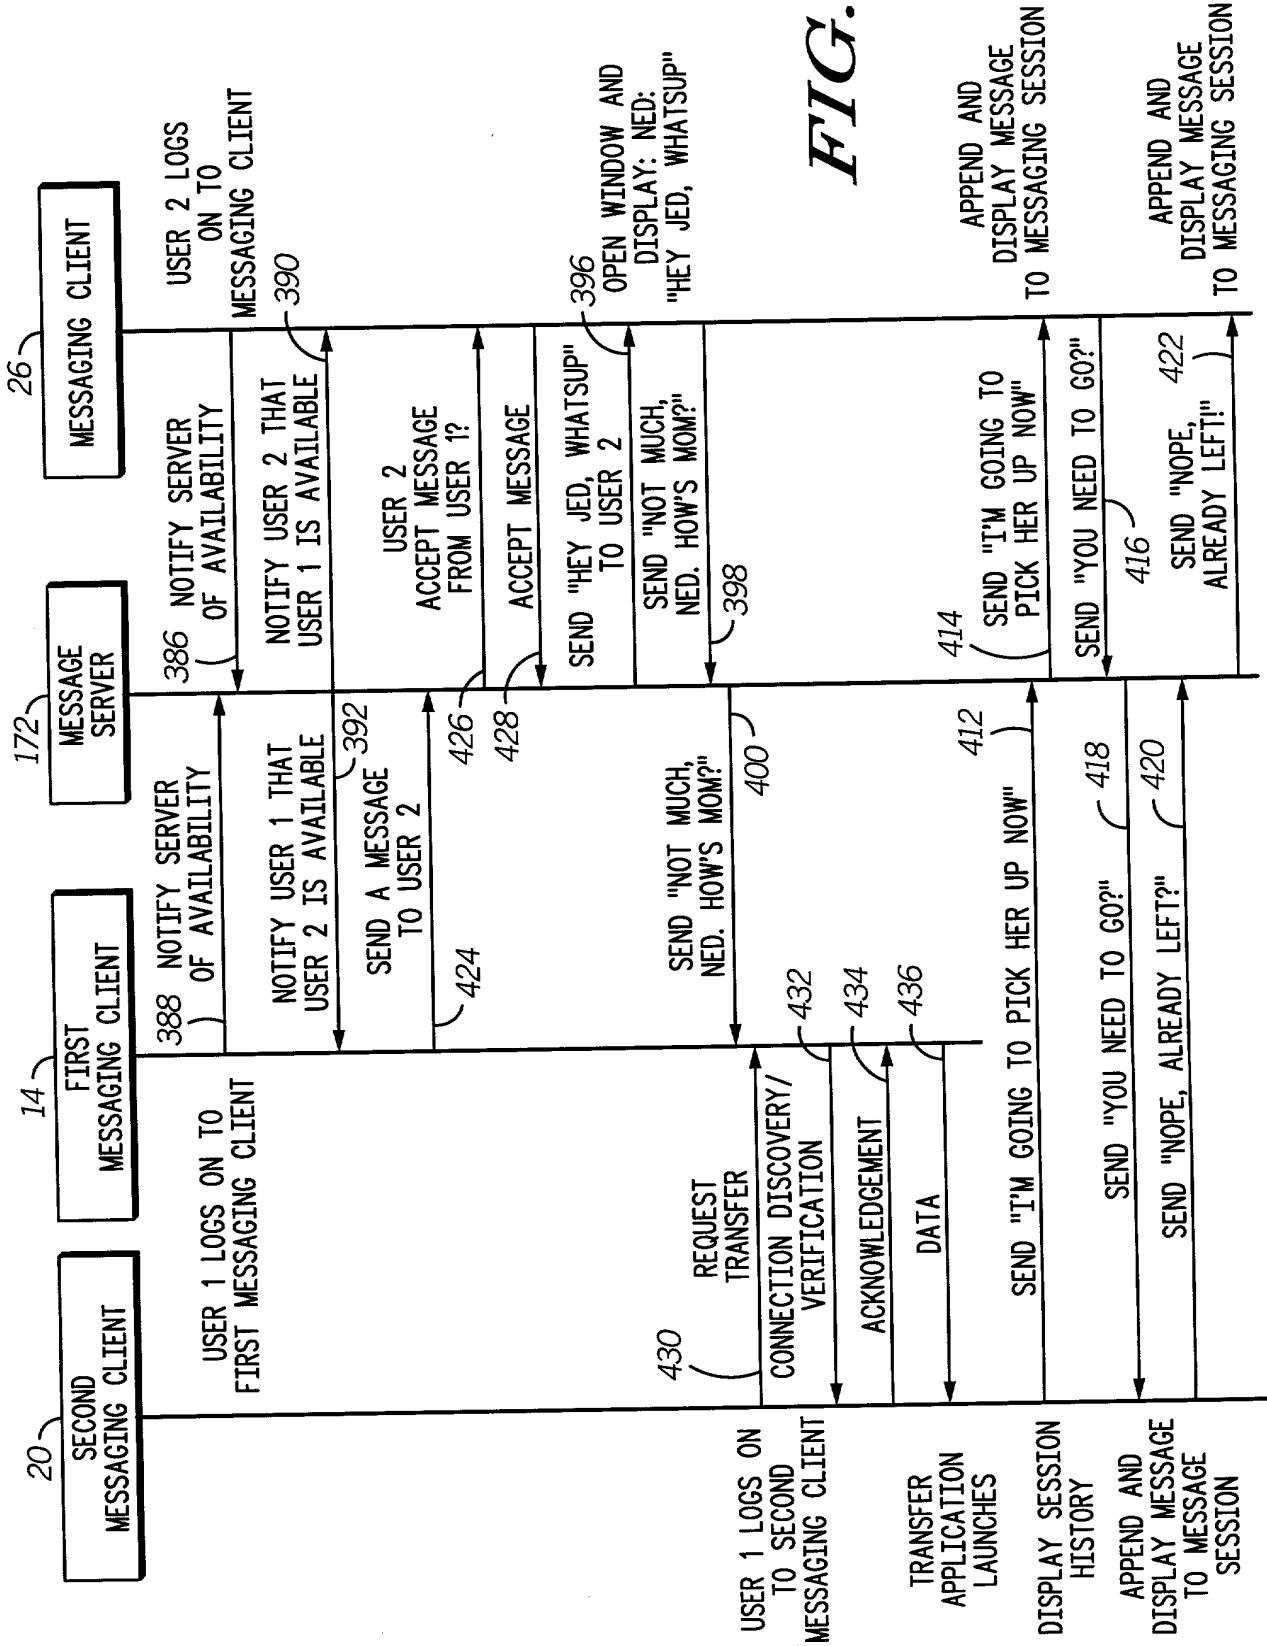 20
SECOND
MESSAGING CLIENT
14
FIRST
MESSAGING CLIENT
172
MESSAGE
SERVER
26
MESSAGING CLIENT
USER 1 LOGS ON TO
FIRST MESSAGING CLIENT
388
NOTIFY SERVER
OF AVAILABILITY
386
NOTIFY SERVER
OF AVAILABILITY
USER 2 LOGS
ON TO
MESSAGING CLIENT
NOTIFY USER 1 THAT
USER 2 IS AVAILABLE
392
NOTIFY USER 2 THAT
USER 1 IS AVAILABLE
390
SEND A MESSAGE
TO USER 2
424
USER 2
ACCEPT MESSAGE
FROM USER 1?
426
ACCEPT MESSAGE
428
SEND "HEY JED, WHATSUP"
TO USER 2
396
OPEN WINDOW AND
DISPLAY: NED:
"HEY JED, WHATSUP"
SEND "NOT MUCH,
NED. HOW'S MOM?"
398
SEND "NOT MUCH,
NED. HOW'S MOM?"
400
USER 1 LOGS ON
TO SECOND
MESSAGING CLIENT
430
REQUEST
TRANSFER
CONNECTION DISCOVERY/
VERIFICATION
432
ACKNOWLEDGEMENT
434
TRANSFER
APPLICATION
LAUNCHES
DATA
436
FIG.
DISPLAY SESSION
HISTORY
SEND "I'M GOING TO PICK HER UP NOW"
412
414
SEND "I'M GOING TO
PICK HER UP NOW"
APPEND AND
DISPLAY MESSAGE
TO MESSAGING SESSION
SEND "YOU NEED TO GO?"
416
APPEND AND
DISPLAY MESSAGE
TO MESSAGE
SESSION
SEND "YOU NEED TO GO?"
418
SEND "NOPE, ALREADY LEFT?"
420
SEND "NOPE,
ALREADY LEFT!"
422
APPEND AND
DISPLAY MESSAGE
TO MESSAGING SESSION